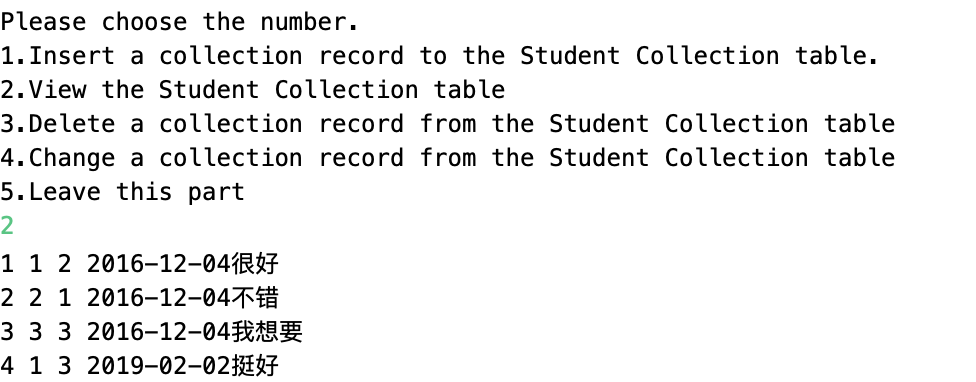 Please choose the number.
1.Insert a collection record to the Student Collection table.
2.View the Student Collection table
3.Delete a collection record from the Student Collection table
4.Change a collection record from the Student Collection table
5.Leave this part
2
1 1 2 2016-12-04很好
2 2 1 2016-12-04不错
3 3 3 2016-12-04我想要
4 1 3 2019-02-02挺好